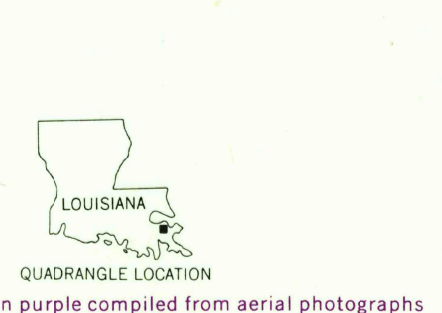 LOUISIANA
QUADRANGLE LOCATION
n purple compiled from aerial photographs